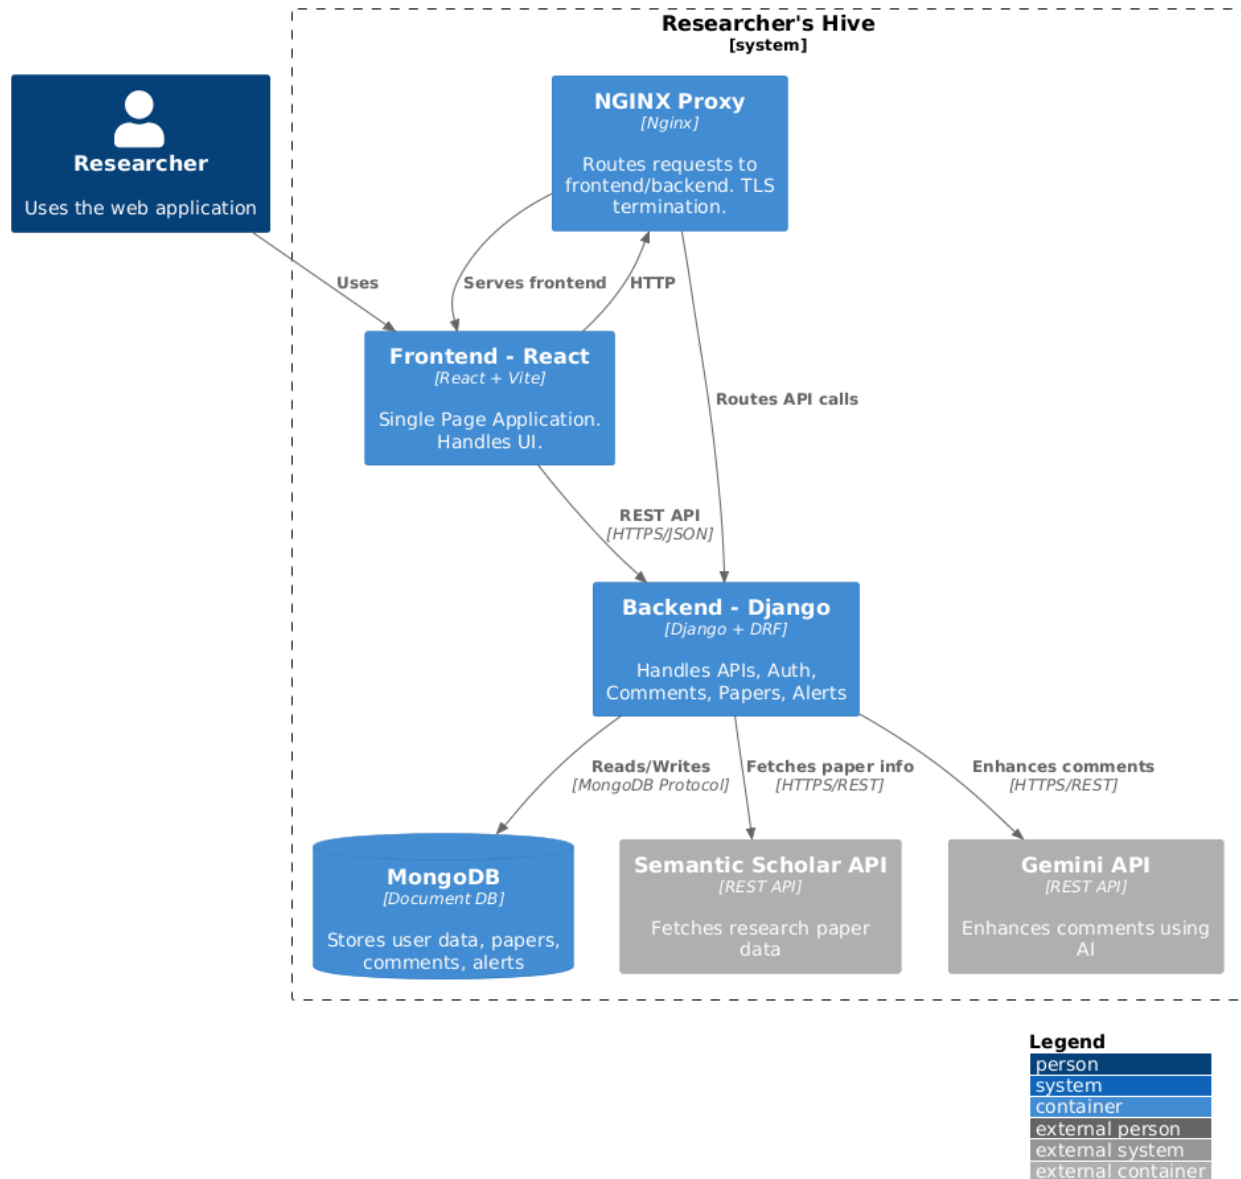 Researcher's Hive
[system]
Researcher
Uses the web application
NGINX Proxy
[Nginx]
Routes requests to
frontend/backend. TLS
termination.
Uses
Serves frontend
HTTP
Frontend - React
[React + Vite]
Single Page Application.
Handles UI.
Routes API calls
REST API
[HTTPS/JSON]
Backend - Django
[Django + DRF]
Handles APIs, Auth,
Comments, Papers, Alerts
Reads/Writes
[MongoDB Protocol]
Fetches paper info
[HTTPS/REST]
Enhances comments
[HTTPS/REST]
MongoDB
[Document DB]
Stores user data, papers,
comments, alerts
Semantic Scholar API
[REST API]
Fetches research paper
data
Gemini API
[REST API]
Enhances comments using
AI
Legend
person
system
container
external person
external system
external container